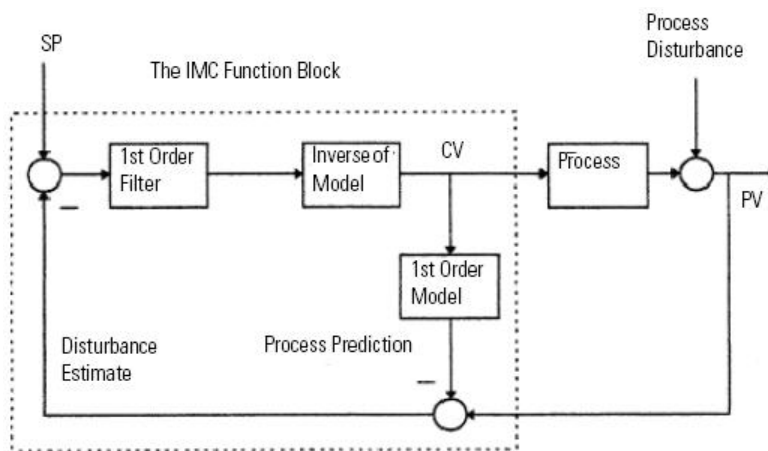 SP
Process
Disturbance
The IMC Function Block
1st Order
Filter
Inverse of
Model
CV
Process
PV
1st Order
Model
Disturbance
Estimate
Process Prediction